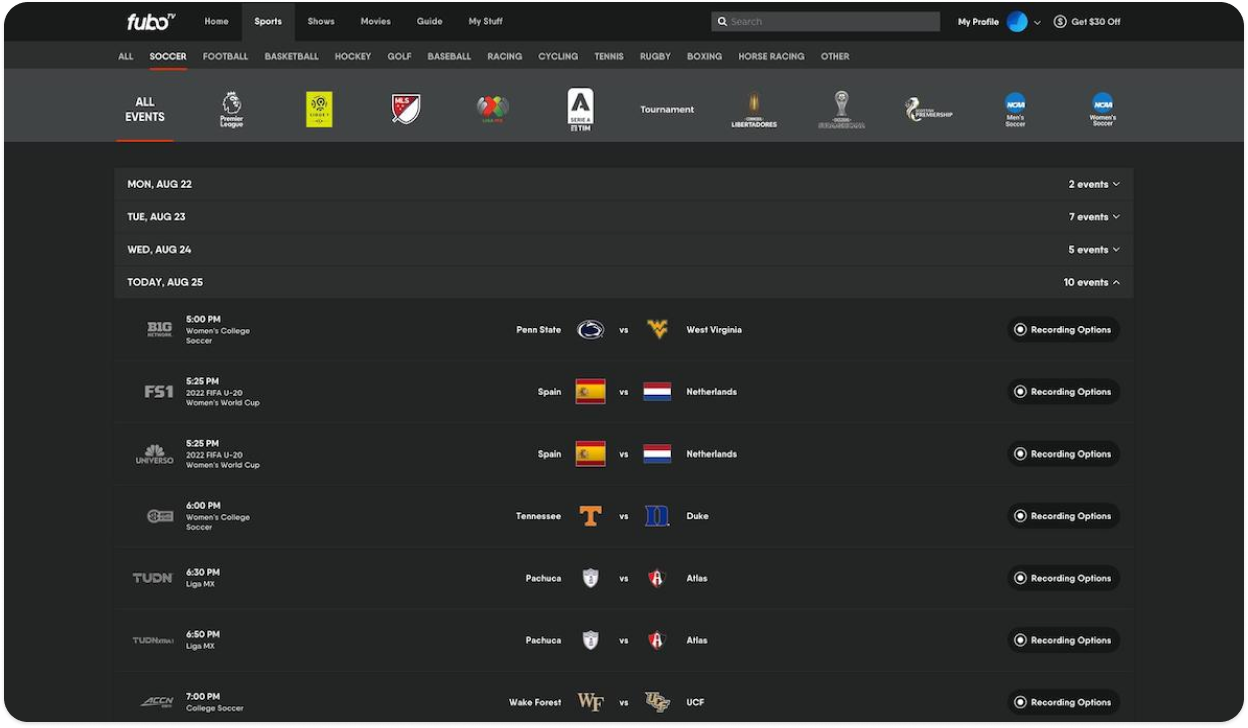 fuboTV Home Sports Shows Movies Guide My Stuff Search My Profile Get $30 Off
ALL SOCCER FOOTBALL BASKETBALL HOCKEY GOLF BASEBALL RACING CYCLING TENNIS RUGBY BOXING HORSE RACING OTHER
ALL EVENTS
Premier League
LIGUE 1
MLS
LIGA MX
SERIE A TIM
Tournament
LIBERTADORES
SUDAMERICANA
PREMIERSHIP
NCAA Men's Soccer
NCAA Women's Soccer
MON, AUG 22 2 events
TUE, AUG 23 7 events
WED, AUG 24 5 events
TODAY, AUG 25 10 events
B1G NETWORK
5:00 PM
Women's College
Soccer
Penn State vs West Virginia Recording Options
FS1
5:25 PM
2022 FIFA U-20
Women's World Cup
Spain vs Netherlands Recording Options
UNIVERSO
5:25 PM
2022 FIFA U-20
Women's World Cup
Spain vs Netherlands Recording Options
6:00 PM
Women's College
Soccer
Tennessee T vs D Duke Recording Options
TUDN
6:30 PM
Liga MX
Pachuca vs Atlas Recording Options
TUDNxtra1
6:50 PM
Liga MX
Pachuca vs Atlas Recording Options
ACCN
7:00 PM
College Soccer
Wake Forest WF vs UCF UCF Recording Options